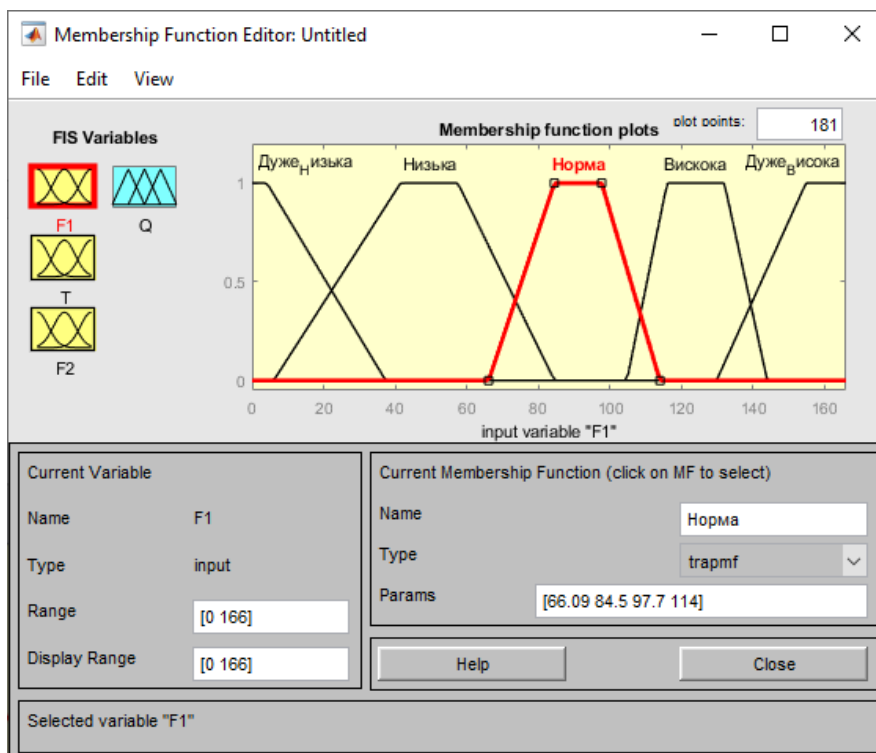 Membership Function Editor: Untitled
File Edit View
FIS Variables
F1
Q
T
F2
Membership function plots
plot points:
181
Дуже_Низька
Низька
Норма
Вискока
Дуже_Висока
1
0.5
0
0 20 40 60 80 100 120 140 160
input variable "F1"
Current Variable
Name F1
Type input
Range [0 166]
Display Range [0 166]
Current Membership Function (click on MF to select)
Name Норма
Type trapmf
Params [66.09 84.5 97.7 114]
Help Close
Selected variable "F1"